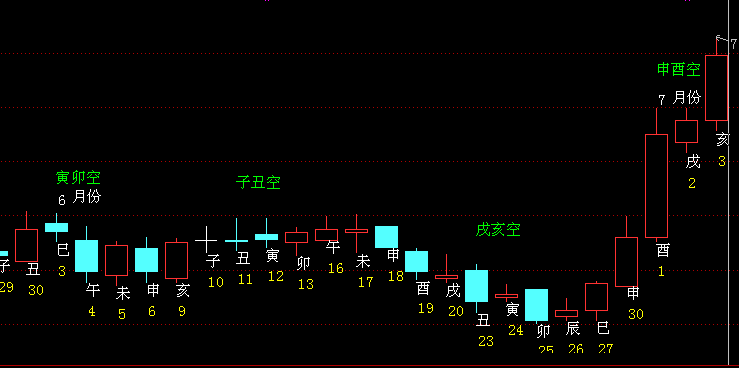 7
申酉空
7 月份
亥
戌
3
2
寅卯空
子丑空
6 月份
戌亥空
子
丑
巳
午
未
申
亥
子
丑
寅
卯
午
未
申
酉
戌
丑
寅
卯
辰
巳
申
酉
29
30
3
4
5
6
9
10
11
12
13
16
17
18
19
20
23
24
25
26
27
30
1